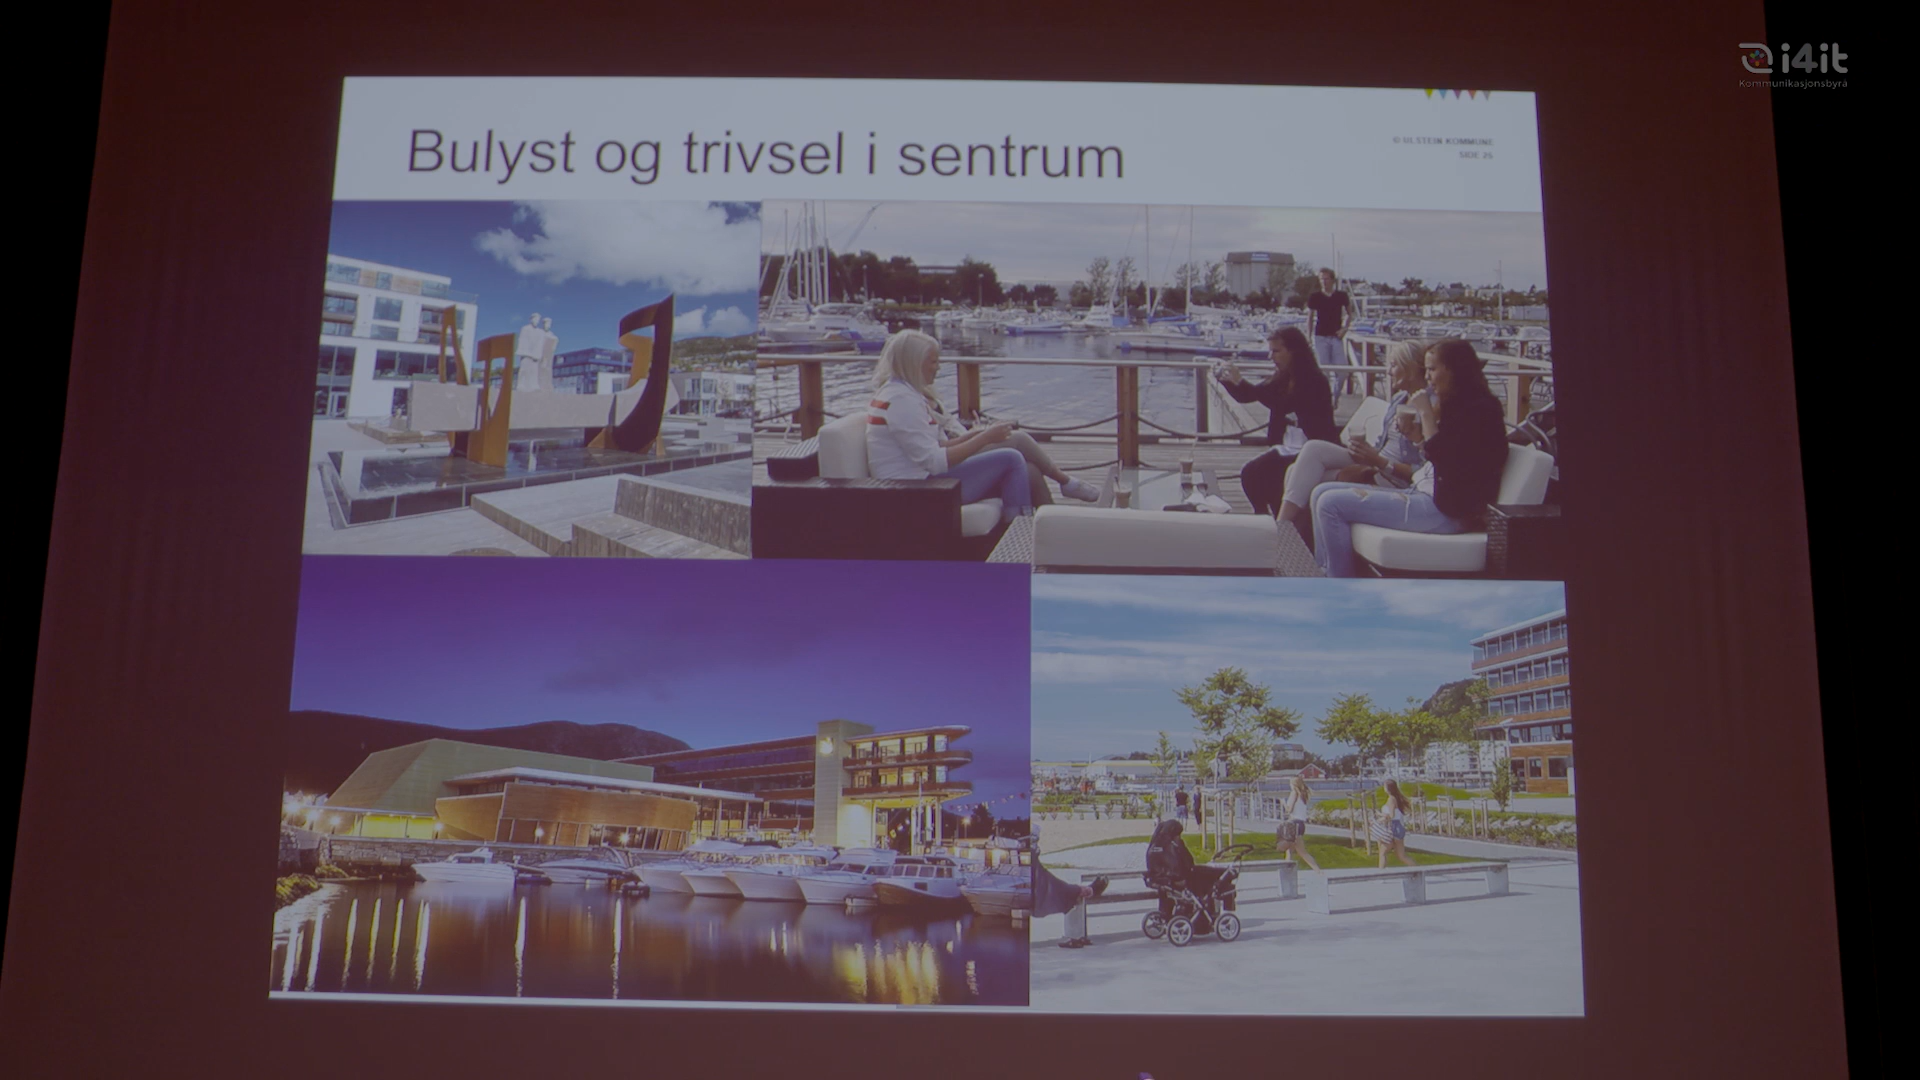 i4it
Kommunikasjonsbyrå
Bulyst og trivsel i sentrum
© ULSTEIN KOMMUNE
SIDE 25